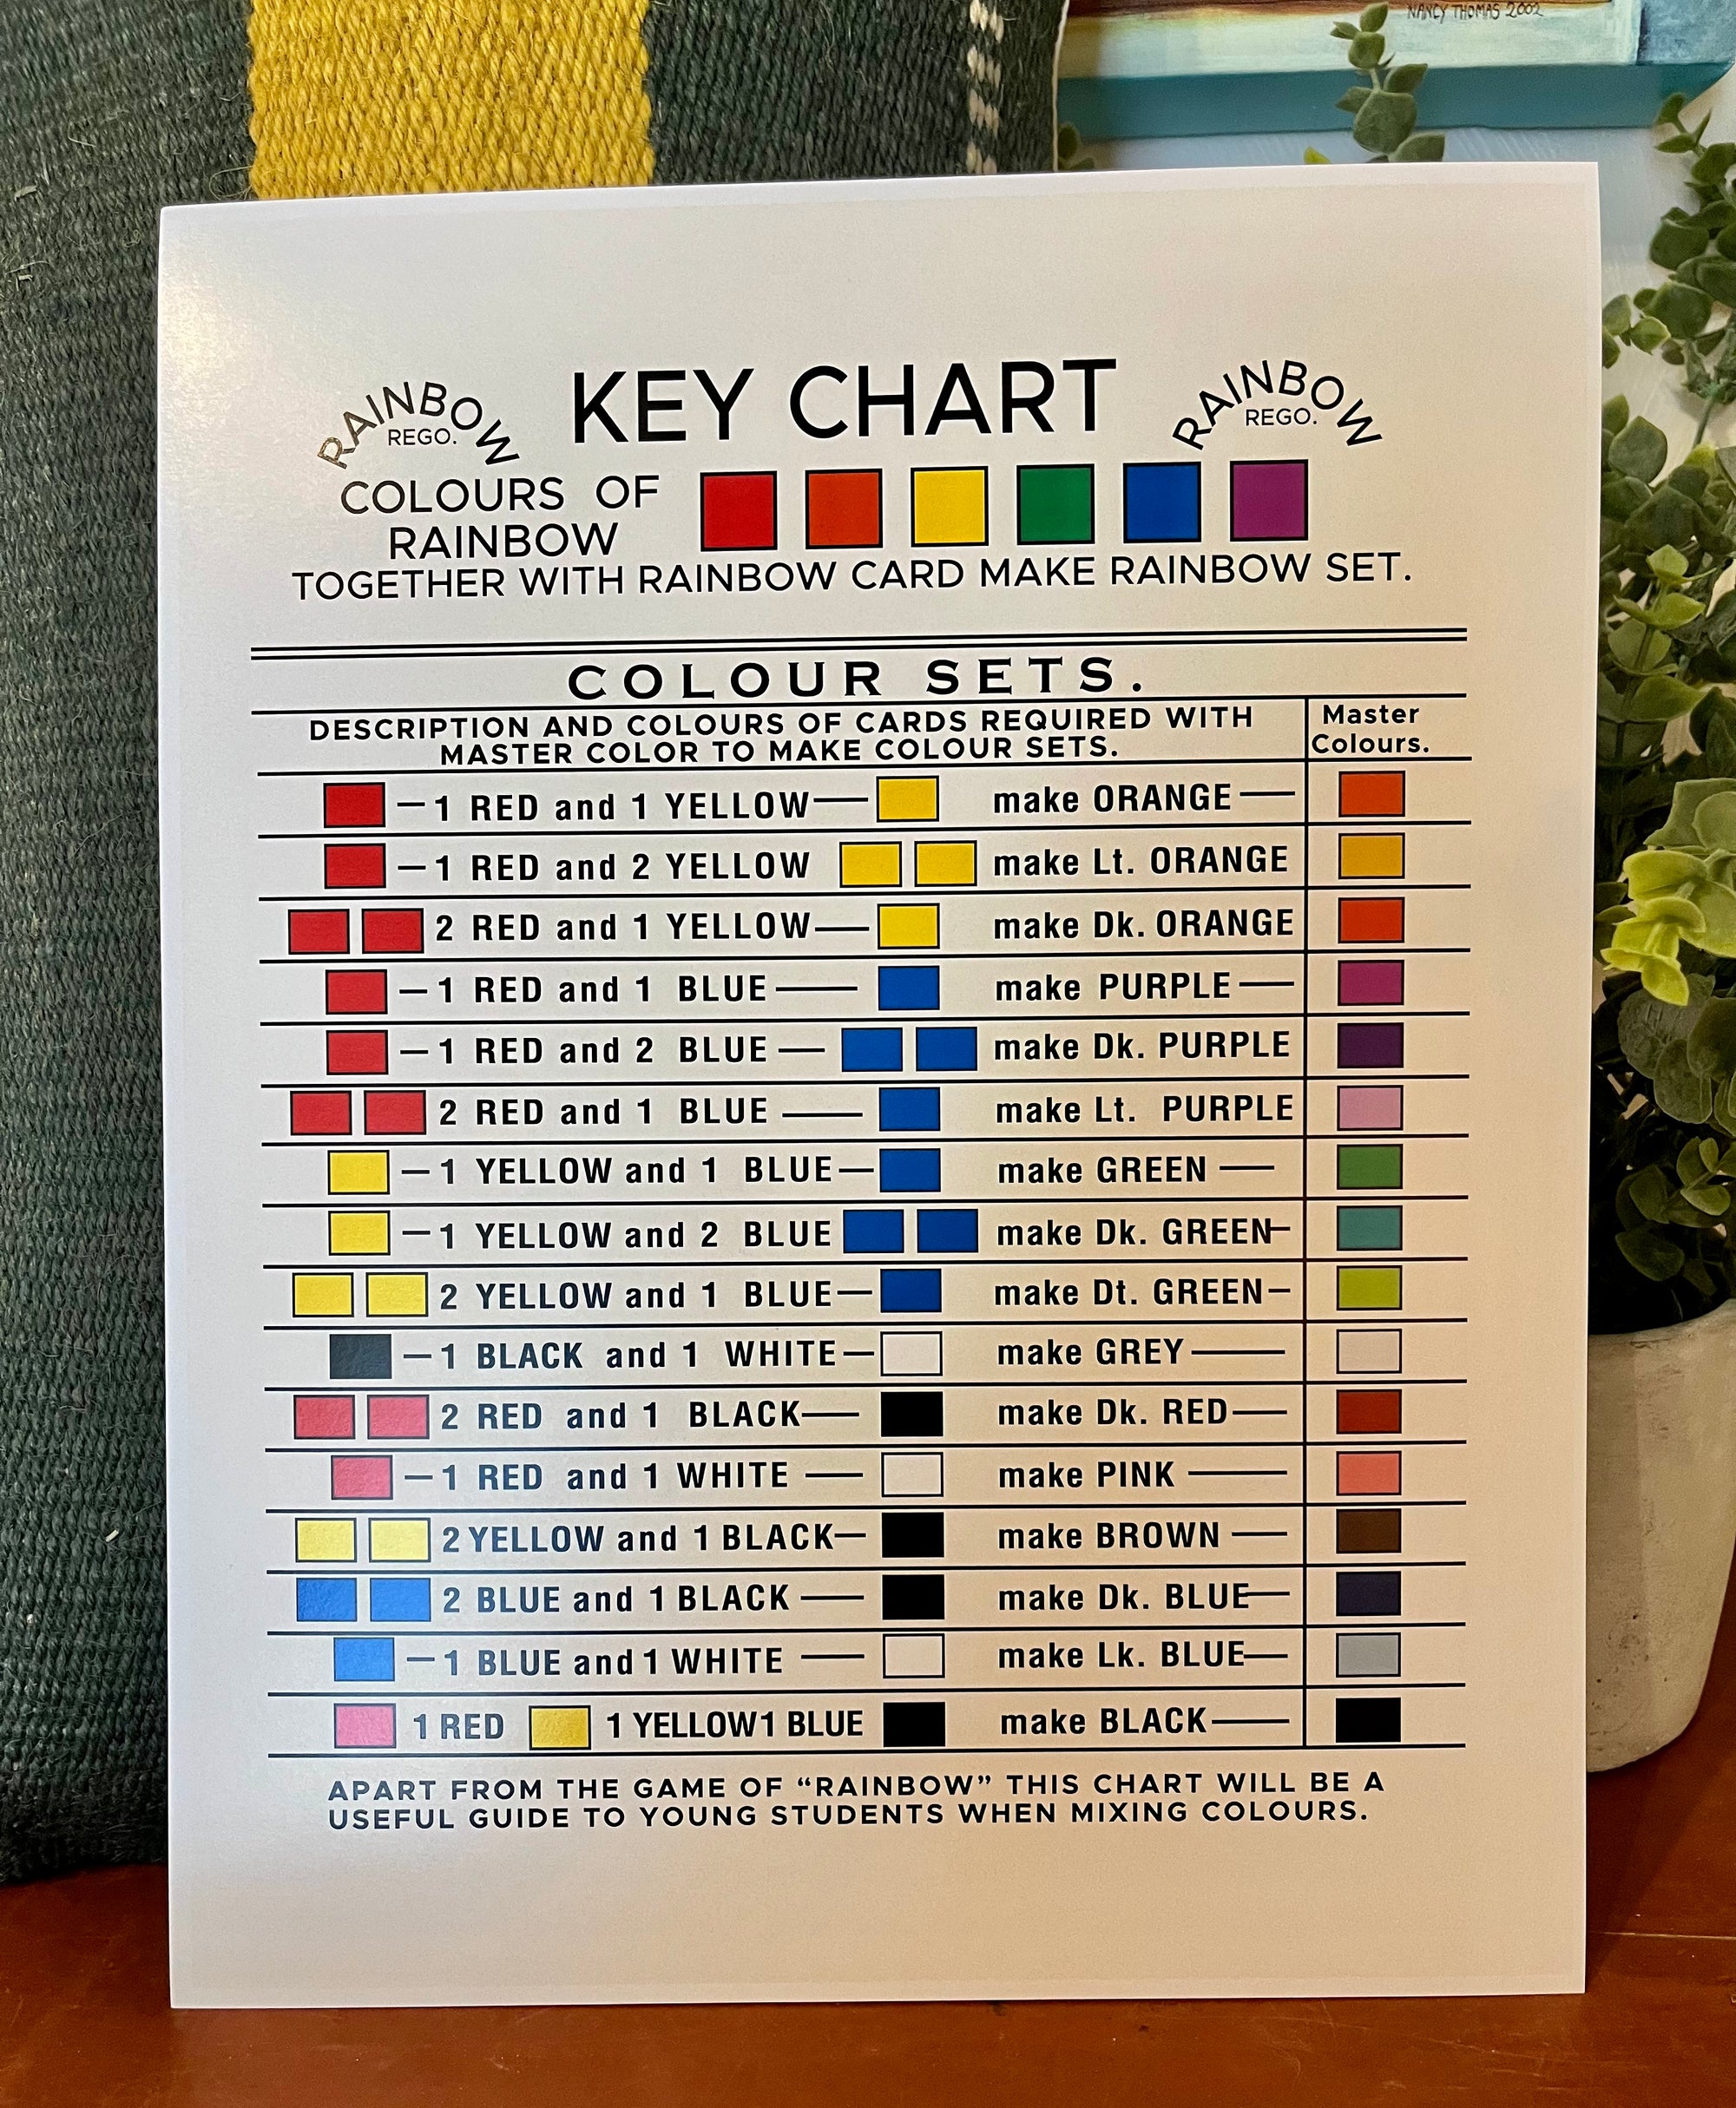 NANCY THOMAS 2002
RAINBOW REGO. KEY CHART RAINBOW REGO.
COLOURS OF
RAINBOW
TOGETHER WITH RAINBOW CARD MAKE RAINBOW SET.
COLOUR SETS.
DESCRIPTION AND COLOURS OF CARDS REQUIRED WITH
MASTER COLOR TO MAKE COLOUR SETS.
Master
Colours.
—1 RED and 1 YELLOW— make ORANGE—
—1 RED and 2 YELLOW make Lt. ORANGE
2 RED and 1 YELLOW— make Dk. ORANGE
—1 RED and 1 BLUE— make PURPLE—
—1 RED and 2 BLUE— make Dk. PURPLE
2 RED and 1 BLUE— make Lt. PURPLE
—1 YELLOW and 1 BLUE— make GREEN—
—1 YELLOW and 2 BLUE make Dk. GREEN—
2 YELLOW and 1 BLUE— make Dt. GREEN—
—1 BLACK and 1 WHITE— make GREY—
2 RED and 1 BLACK— make Dk. RED—
—1 RED and 1 WHITE— make PINK—
2 YELLOW and 1 BLACK— make BROWN—
2 BLUE and 1 BLACK— make Dk. BLUE—
—1 BLUE and 1 WHITE— make Lk. BLUE—
1 RED 1 YELLOW1 BLUE make BLACK—
APART FROM THE GAME OF “RAINBOW” THIS CHART WILL BE A
USEFUL GUIDE TO YOUNG STUDENTS WHEN MIXING COLOURS.